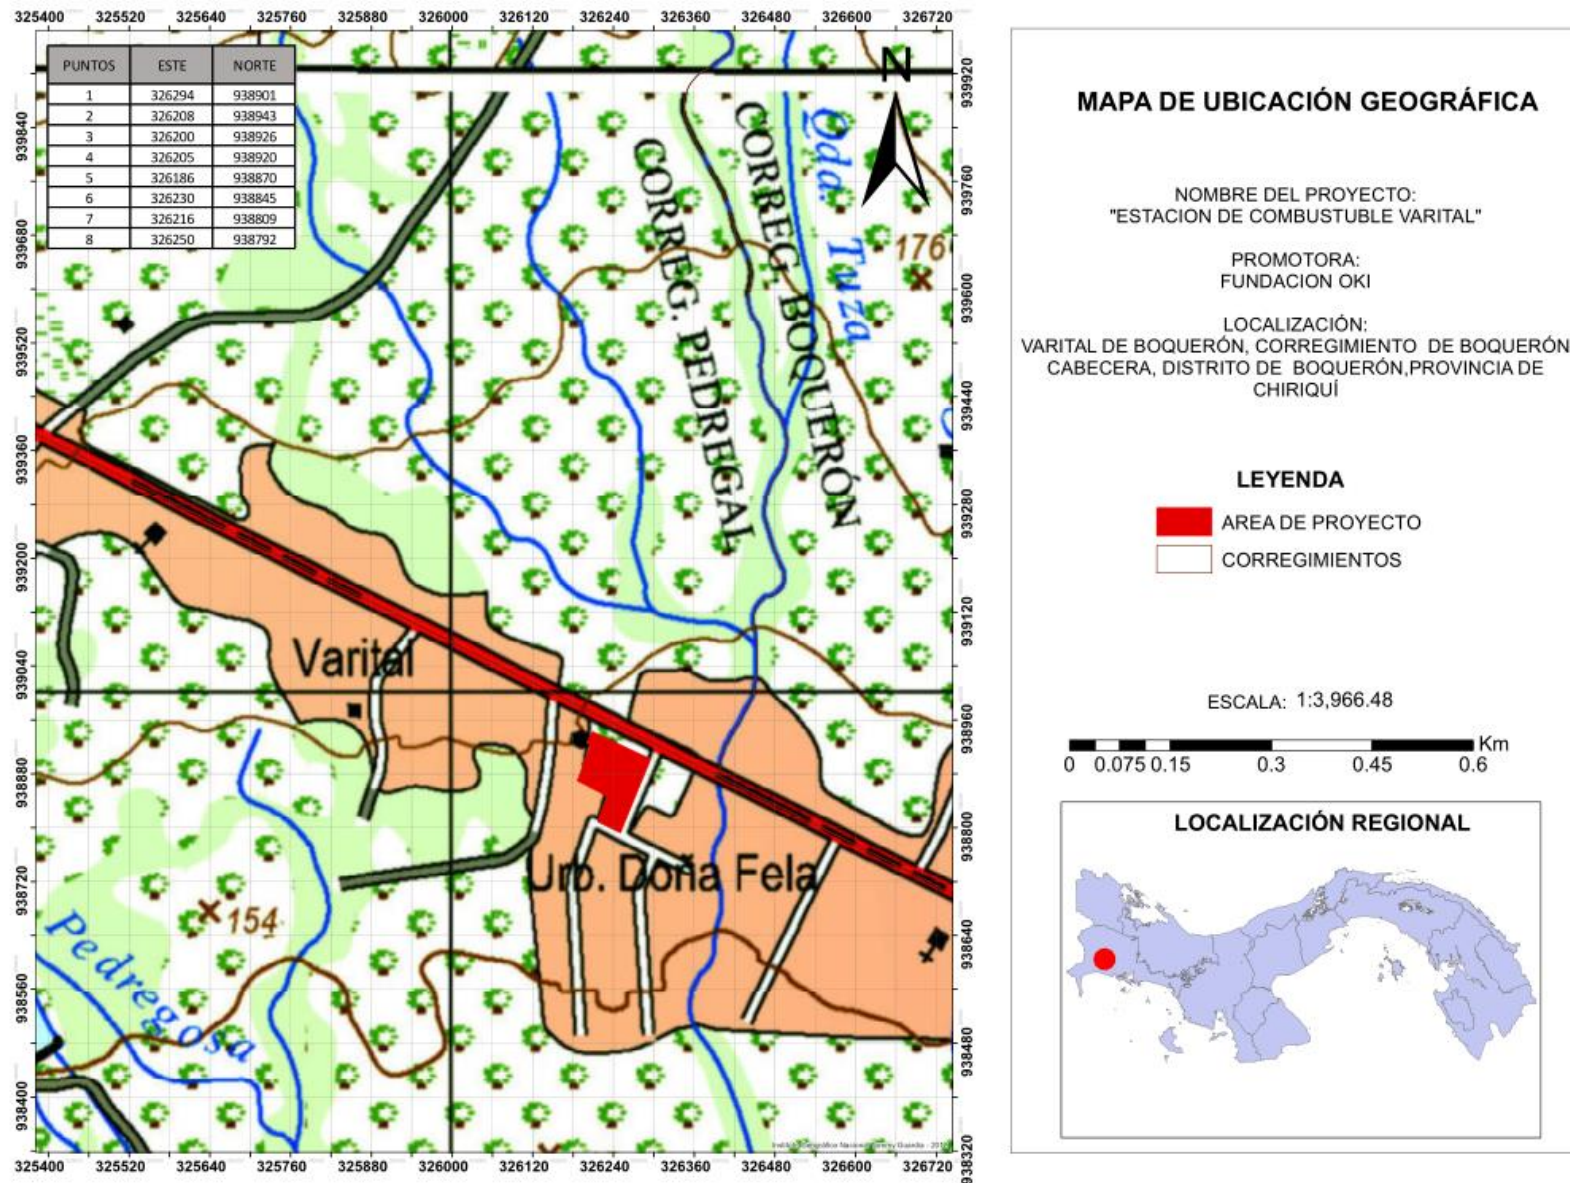 325400 325520 325640 325760 325880 326000 326120 326240 326360 326480 326600 326720
PUNTOS ESTE NORTE
1 326294 938901
2 326208 938943
3 326200 938926
4 326205 938920
5 326186 938870
6 326230 938845
7 326216 938809
8 326250 938792
N
939840
939760
939680
939600
939520
939440
939360
939280
939200
939120
939040
938960
938880
938800
938720
938640
938560
938480
938400
938320
939920
CORREG. PEDREGAL
CORREG. BOQUERÓN
Qda. Tuza
176
Varital
Urb. Doña Fela
154
Pedregosa
325400 325520 325640 325760 325880 326000 326120 326240 326360 326480 326600 326720
MAPA DE UBICACIÓN GEOGRÁFICA
NOMBRE DEL PROYECTO:
"ESTACION DE COMBUSTUBLE VARITAL"
PROMOTORA:
FUNDACION OKI
LOCALIZACIÓN:
VARITAL DE BOQUERÓN, CORREGIMIENTO DE BOQUERÓN
CABECERA, DISTRITO DE BOQUERÓN,PROVINCIA DE
CHIRIQUÍ
LEYENDA
AREA DE PROYECTO
CORREGIMIENTOS
ESCALA: 1:3,966.48
Km
0 0.075 0.15 0.3 0.45 0.6
LOCALIZACIÓN REGIONAL